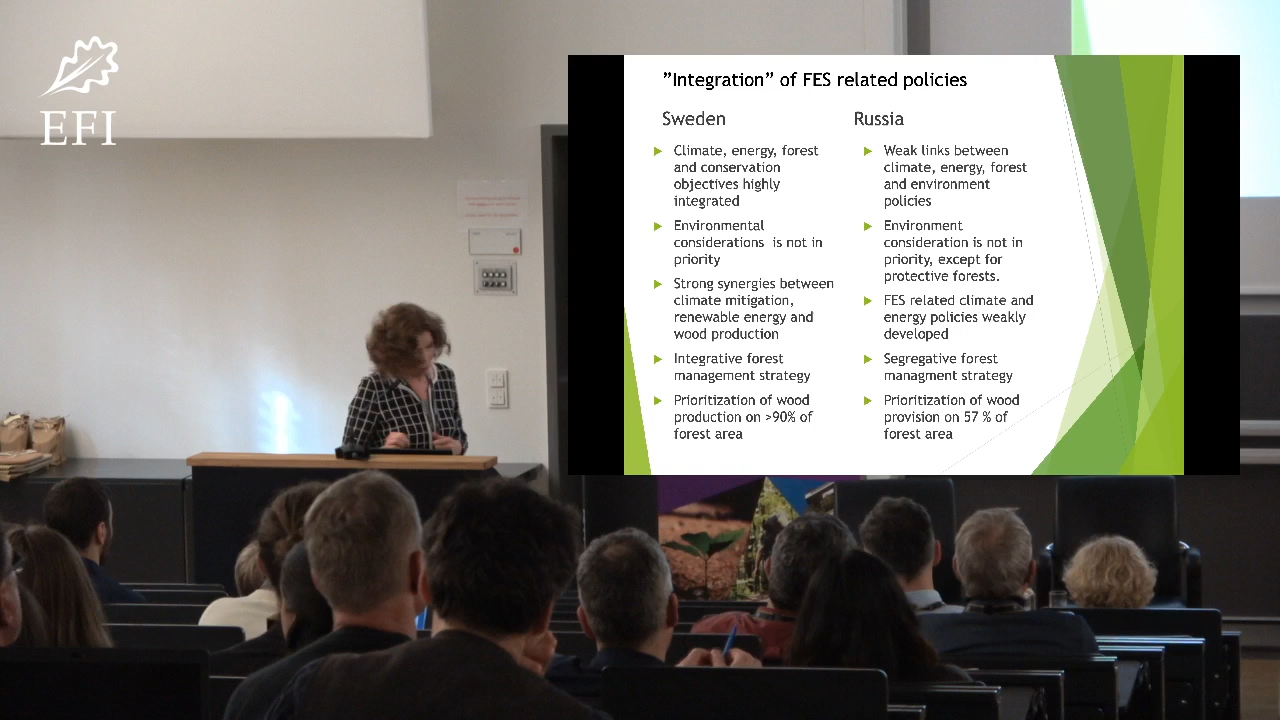 EFI
”Integration” of FES related policies
Sweden
Climate, energy, forest
and conservation
objectives highly
integrated
Environmental
considerations is not in
priority
Strong synergies between
climate mitigation,
renewable energy and
wood production
Integrative forest
management strategy
Prioritization of wood
production on >90% of
forest area
Russia
Weak links between
climate, energy, forest
and environment
policies
Environment
consideration is not in
priority, except for
protective forests.
FES related climate and
energy policies weakly
developed
Segregative forest
managment strategy
Prioritization of wood
provision on 57 % of
forest area